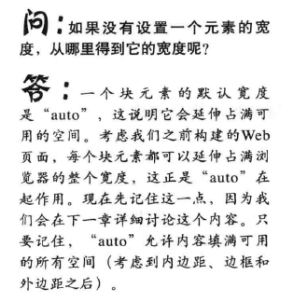 问：如果没有设置一个元素的宽
度，从哪里得到它的宽度呢？
答：一个块元素的默认宽度
是“auto”，这说明它会延伸占满可
用的空间。考虑我们之前构建的Web
页面，每个块元素都可以延伸占满浏
览器的整个宽度，这正是“auto”在
起作用。现在先记住这一点，因为我
们会在下一章详细讨论这个内容。只
要记住，“auto”允许内容填满可用
的所有空间（考虑到内边距、边框和
外边距之后）。